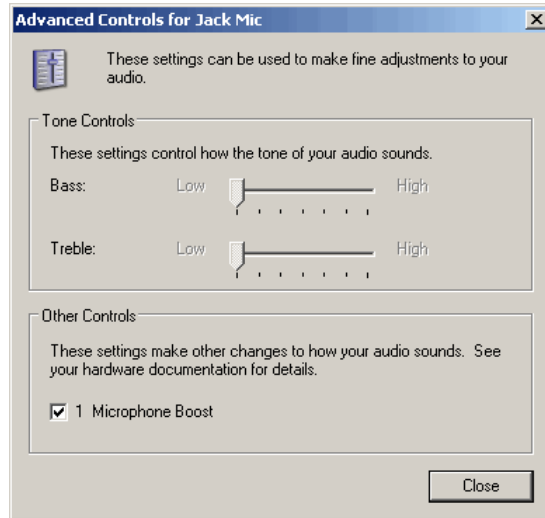 Advanced Controls for Jack Mic
These settings can be used to make fine adjustments to your
audio.
Tone Controls
These settings control how the tone of your audio sounds.
Bass: Low High
Treble: Low High
Other Controls
These settings make other changes to how your audio sounds. See
your hardware documentation for details.
1 Microphone Boost
Close